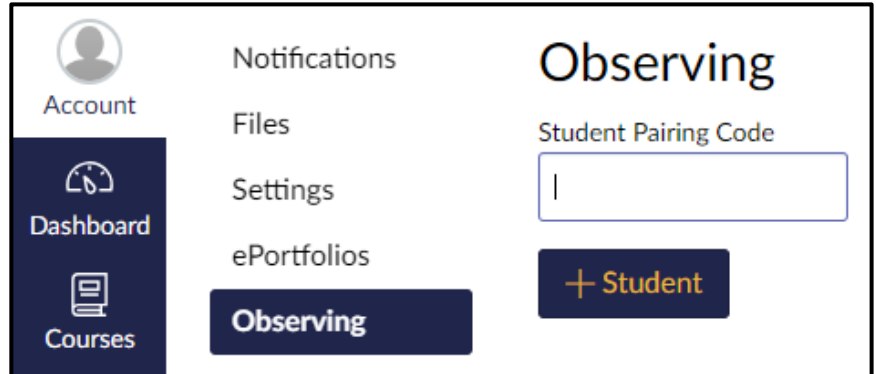 Account
Dashboard
Courses
Notifications
Files
Settings
ePortfolios
Observing
Observing
Student Pairing Code
+ Student